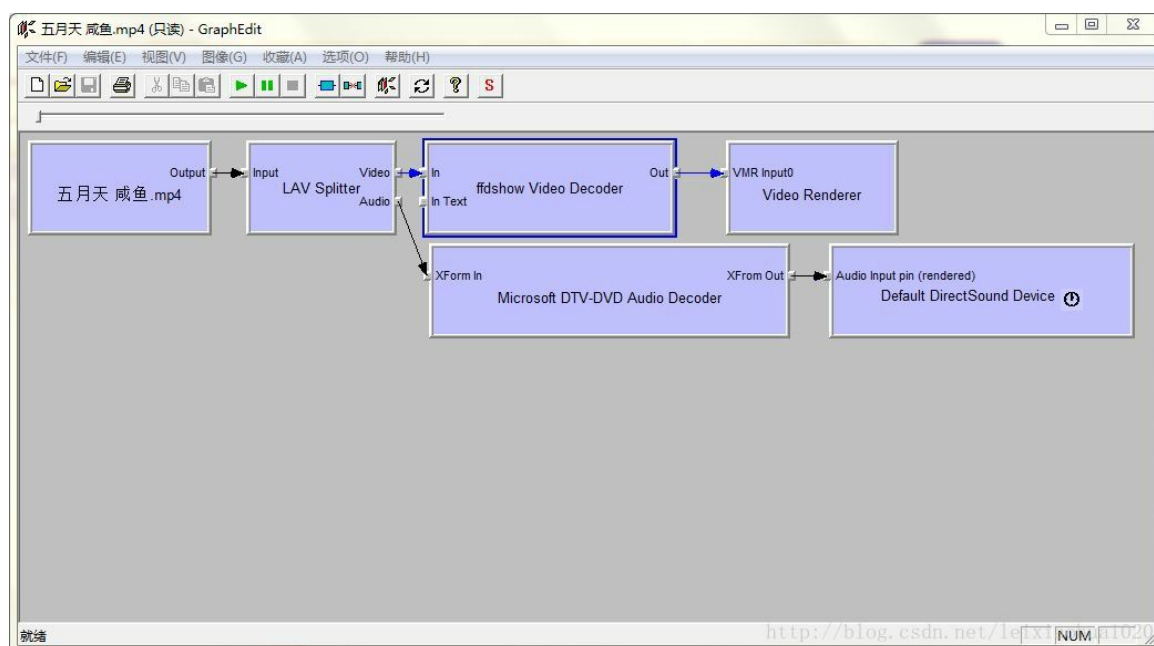 五月天 咸鱼.mp4 (只读) - GraphEdit
文件(F) 编辑(E) 视图(V) 图像(G) 收藏(A) 选项(O) 帮助(H)
S
Output
五月天 咸鱼.mp4
Input
Video
LAV Splitter
Audio
In
Out
ffdshow Video Decoder
In Text
VMR Input0
Video Renderer
XForm In
XFrom Out
Microsoft DTV-DVD Audio Decoder
Audio Input pin (rendered)
Default DirectSound Device
就绪
http://blog.csdn.net/leixiaohua1020
NUM